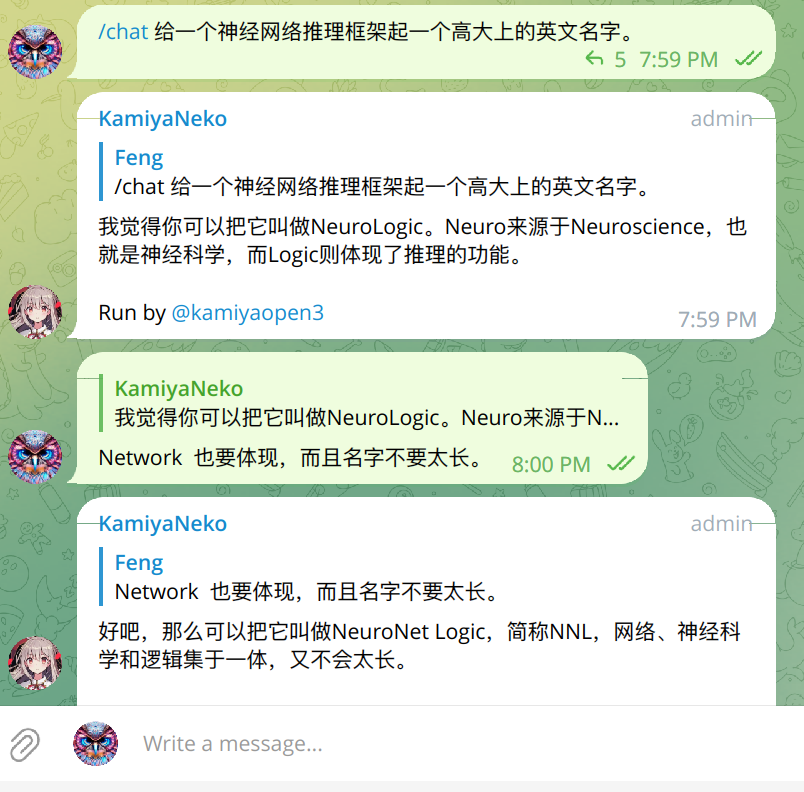 /chat 给一个神经网络推理框架起一个高大上的英文名字。
5 7:59 PM
KamiyaNeko admin
Feng
/chat 给一个神经网络推理框架起一个高大上的英文名字。
我觉得你可以把它叫做NeuroLogic。Neuro来源于Neuroscience，也
就是神经科学，而Logic则体现了推理的功能。
Run by @kamiyaopen3
7:59 PM
KamiyaNeko
我觉得你可以把它叫做NeuroLogic。Neuro来源于N...
Network 也要体现，而且名字不要太长。 8:00 PM
KamiyaNeko admin
Feng
Network 也要体现，而且名字不要太长。
好吧，那么可以把它叫做NeuroNet Logic，简称NNL，网络、神经科
学和逻辑集于一体，又不会太长。
Write a message...